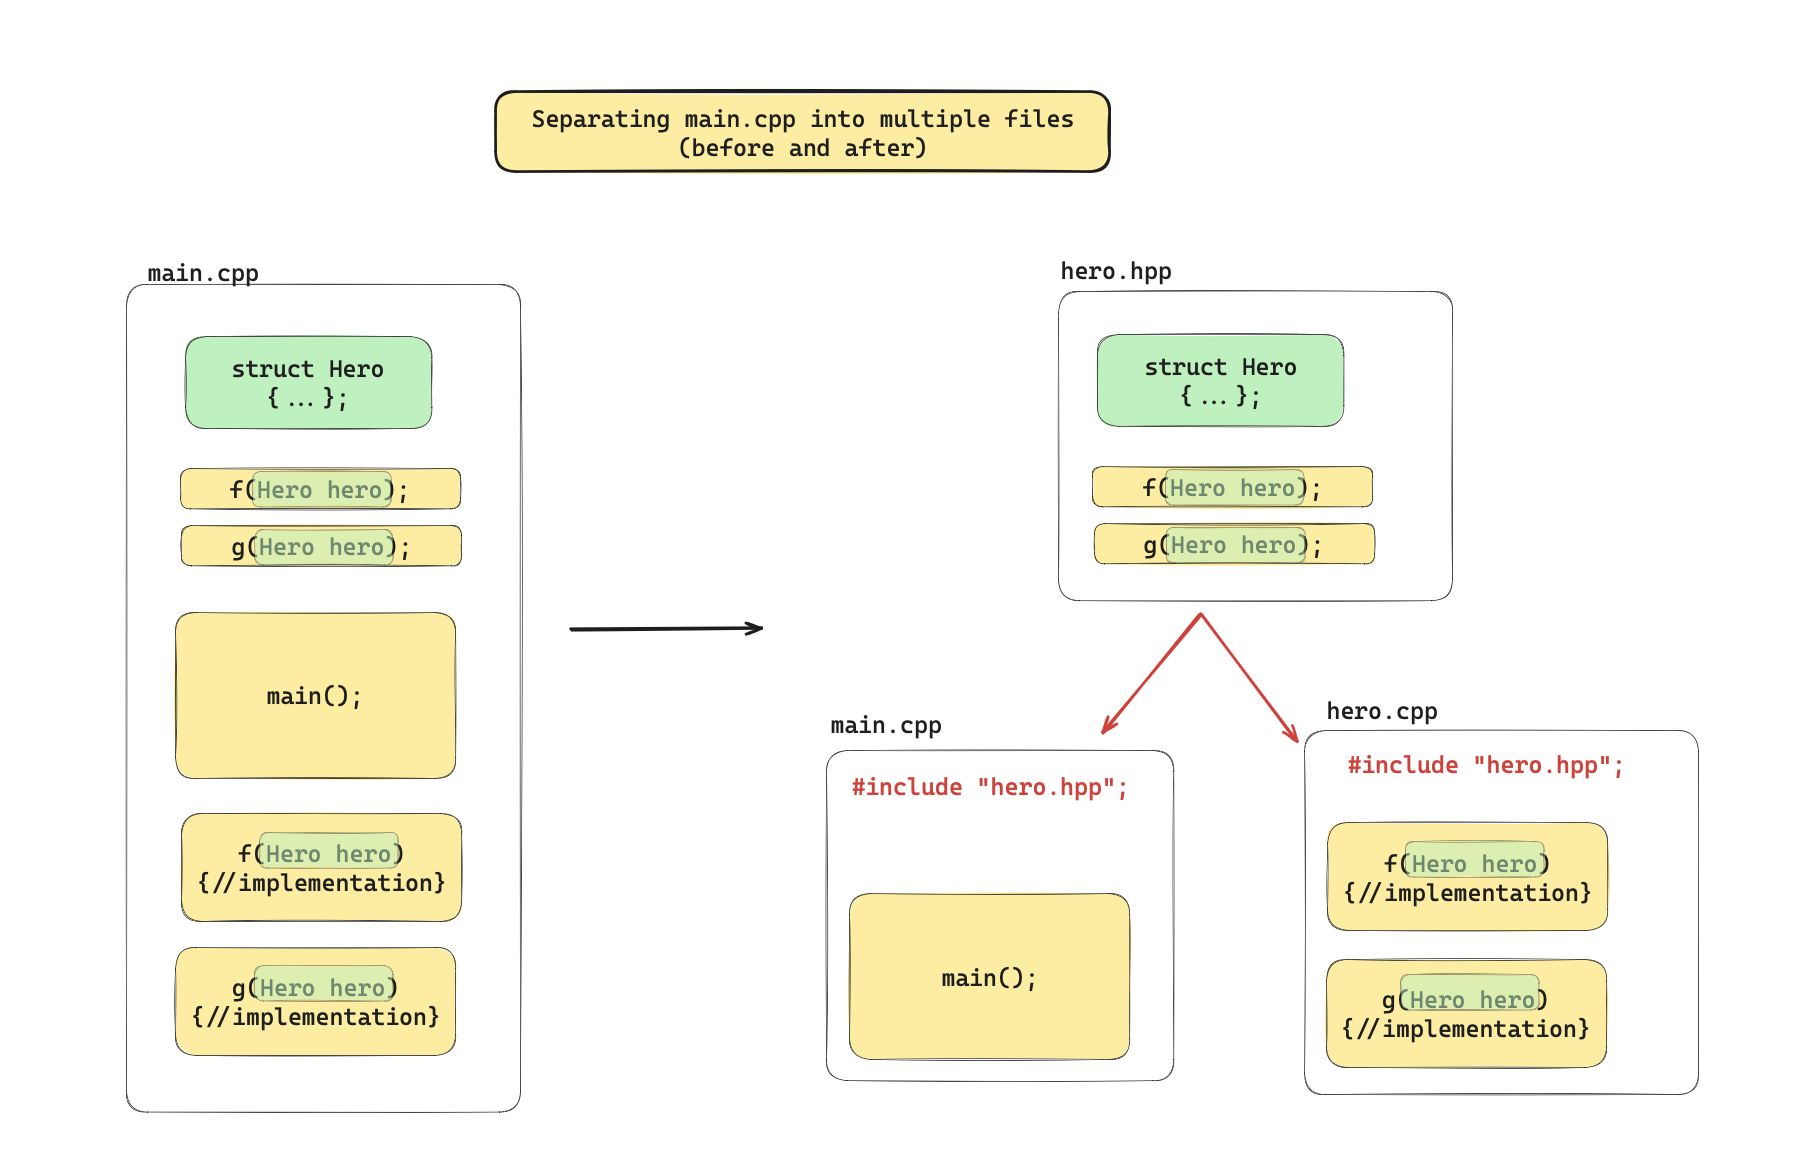 Separating main.cpp into multiple files
(before and after)
main.cpp
struct Hero
{ ... };
f(Hero hero);
g(Hero hero);
main();
f(Hero hero)
{//implementation}
g(Hero hero)
{//implementation}
hero.hpp
struct Hero
{ ... };
f(Hero hero);
g(Hero hero);
main.cpp
#include "hero.hpp";
main();
hero.cpp
#include "hero.hpp";
f(Hero hero)
{//implementation}
g(Hero hero)
{//implementation}